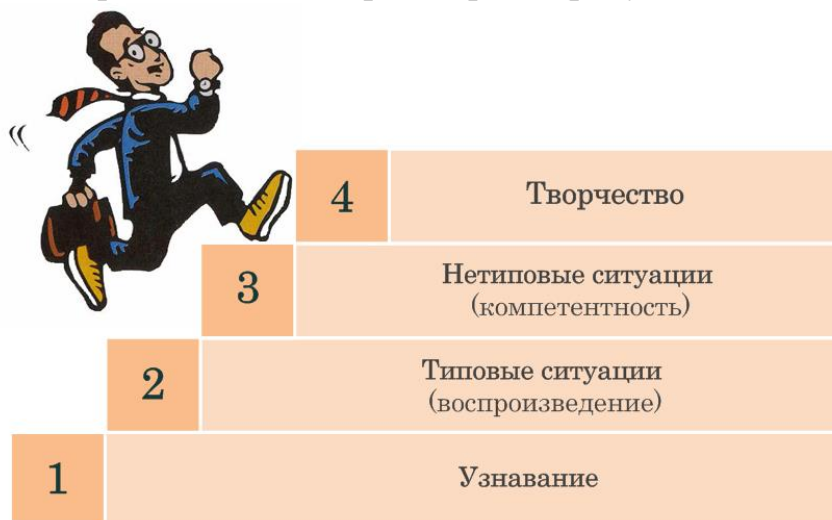 4
Творчество
3
Нетиповые ситуации
(компетентность)
2
Типовые ситуации
(воспроизведение)
1
Узнавание